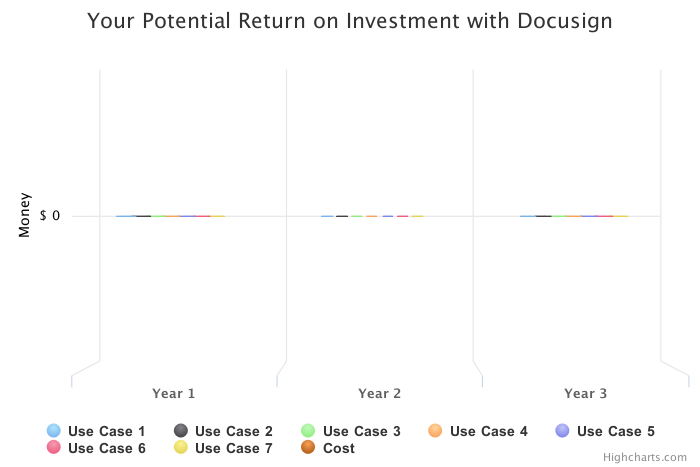 Your Potential Return on Investment with Docusign
Money
$ 0
Year 1 Year 2 Year 3
Use Case 1 Use Case 2 Use Case 3 Use Case 4 Use Case 5
Use Case 6 Use Case 7 Cost
Highcharts.com